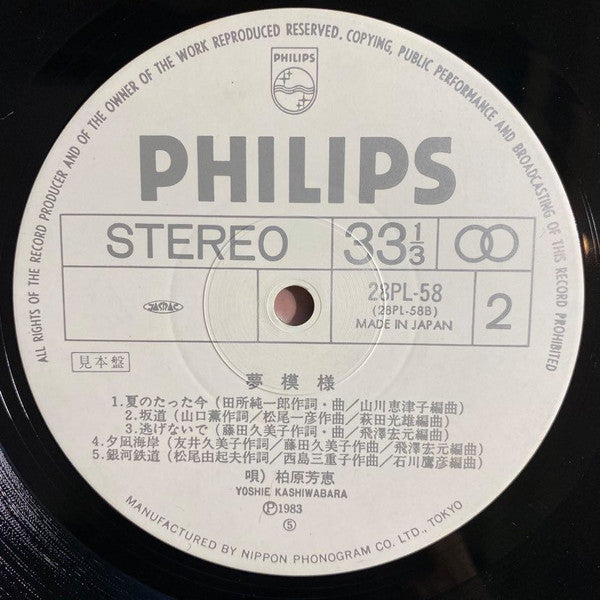 ALL RIGHTS OF THE RECORD PRODUCER AND OF THE OWNER OF THE WORK REPRODUCED RESERVED. COPYING, PUBLIC PERFORMANCE AND BROADCASTING OF THIS RECORD PROHIBITED
PHILIPS
PHILIPS
STEREO
33 1/3
28PL-58
(28PL-58B)
MADE IN JAPAN
2
JASRAC
見本盤
夢模様
1.夏のたった今(田所純一郎作詞・曲/山川恵津子編曲)
2.坂道(山口薫作詞/松尾一彦作曲/萩田光雄編曲)
3.逃げないで(藤田久美子作詞・曲/飛澤宏元編曲)
4.夕凪海岸(友井久美子作詞/藤田久美子作曲/飛澤宏元編曲)
5.銀河鉄道(松尾由起夫作詞/西島三重子作曲/石川鷹彦編曲)
唄)柏原芳恵
YOSHIE KASHIWABARA
Ⓟ1983
⑤
MANUFACTURED BY NIPPON PHONOGRAM CO. LTD., TOKYO